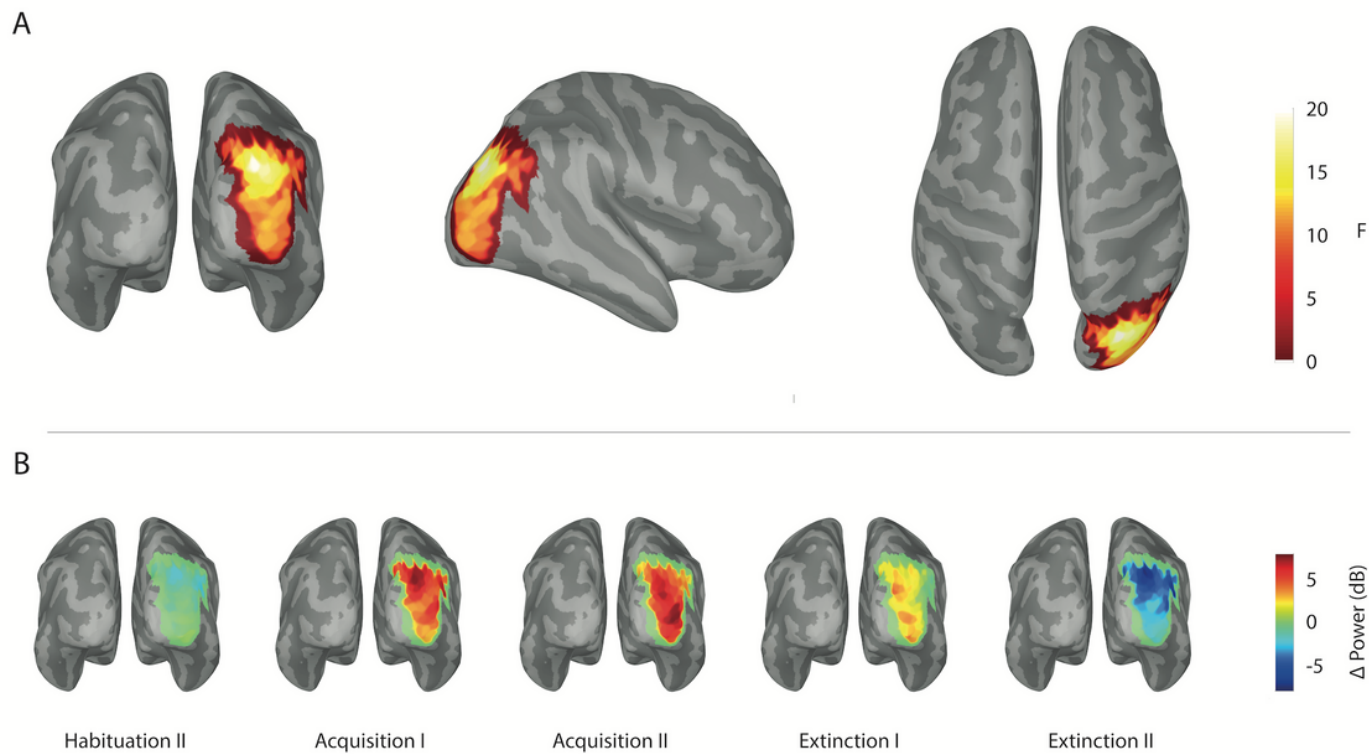 A
20
15
10
5
0
F
B
5
0
-5
Δ Power (dB)
Habituation II
Acquisition I
Acquisition II
Extinction I
Extinction II